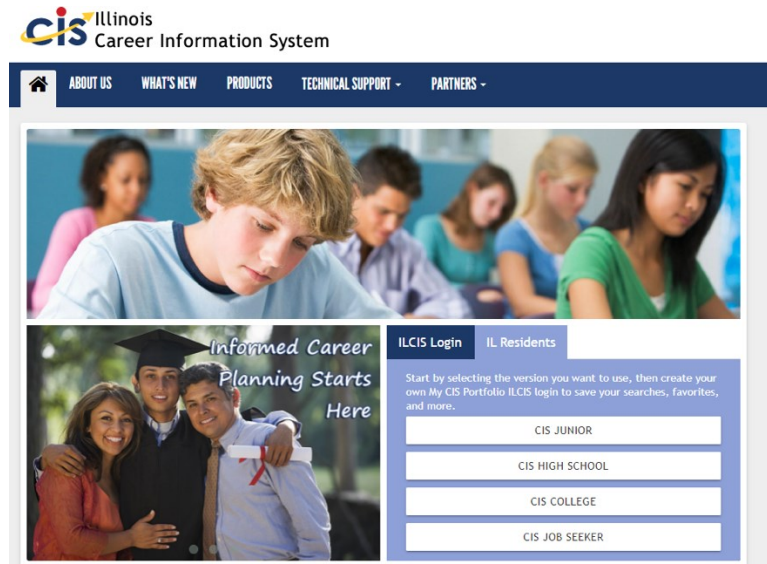 cis Illinois
Career Information System
ABOUT US WHAT'S NEW PRODUCTS TECHNICAL SUPPORT PARTNERS
Informed Career
Planning Starts
Here
ILCIS Login IL Residents
Start by selecting the version you want to use, then create your
own My CIS Portfolio ILCIS login to save your searches, favorites,
and more.
CIS JUNIOR
CIS HIGH SCHOOL
CIS COLLEGE
CIS JOB SEEKER